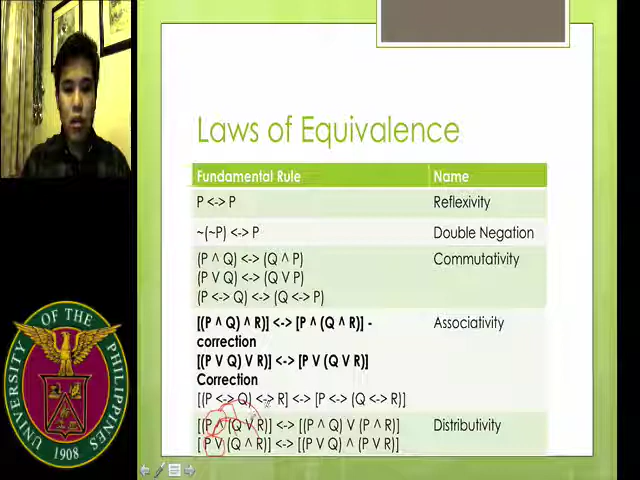 Laws of Equivalence
Fundamental Rule Name
P <-> P Reflexivity
~(~P) <-> P Double Negation
(P ^ Q) <-> (Q ^ P) Commutativity
(P V Q) <-> (Q V P)
(P <-> Q) <-> (Q <-> P)
[(P ^ Q) ^ R)] <-> [P ^ (Q ^ R)] - Associativity
correction
[(P V Q) V R)] <-> [P V (Q V R)]
Correction
[(P <-> Q) <-> R] <-> [P <-> (Q <-> R)]
[(P ^ (Q V R)] <-> [(P ^ Q) V (P ^ R)] Distributivity
[ P V (Q ^ R)] <-> [(P V Q) ^ (P V R)]
UNIVERSITY OF THE PHILIPPINES
1908